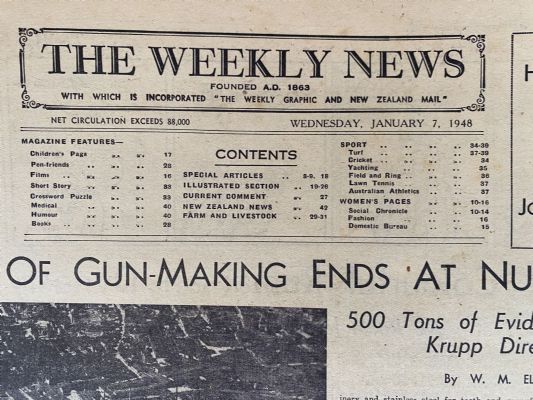 THE WEEKLY NEWS
FOUNDED A.D. 1863
WITH WHICH IS INCORPORATED "THE WEEKLY GRAPHIC AND NEW ZEALAND MAIL"
NET CIRCULATION EXCEEDS 88,000
WEDNESDAY, JANUARY 7, 1948
MAGAZINE FEATURES—
Children's Page .. .. 17
Pen-friends .. .. .. 28
Films .. .. .. 16
Short Story .. .. 33
Crossword Puzzle .. 33
Medical .. .. .. 40
Humour .. .. .. 40
Books .. .. .. 28
CONTENTS
SPECIAL ARTICLES .. 8-9, 18
ILLUSTRATED SECTION .. 19-26
CURRENT COMMENT .. 27
NEW ZEALAND NEWS .. 42
FARM AND LIVESTOCK .. 29-31
SPORT .. .. .. .. 34-39
Turf .. .. .. .. 37-39
Cricket .. .. .. .. 34
Yachting .. .. .. 35
Field and Ring .. .. .. 36
Lawn Tennis .. .. .. 37
Australian Athletics .. 37
WOMEN'S PAGES .. 10-16
Social Chronicle .. .. 10-14
Fashion .. .. .. 16
Domestic Bureau .. .. 15
H
Jo
OF GUN-MAKING ENDS AT NU
500 Tons of Evid
Krupp Dire
By W. M. EL